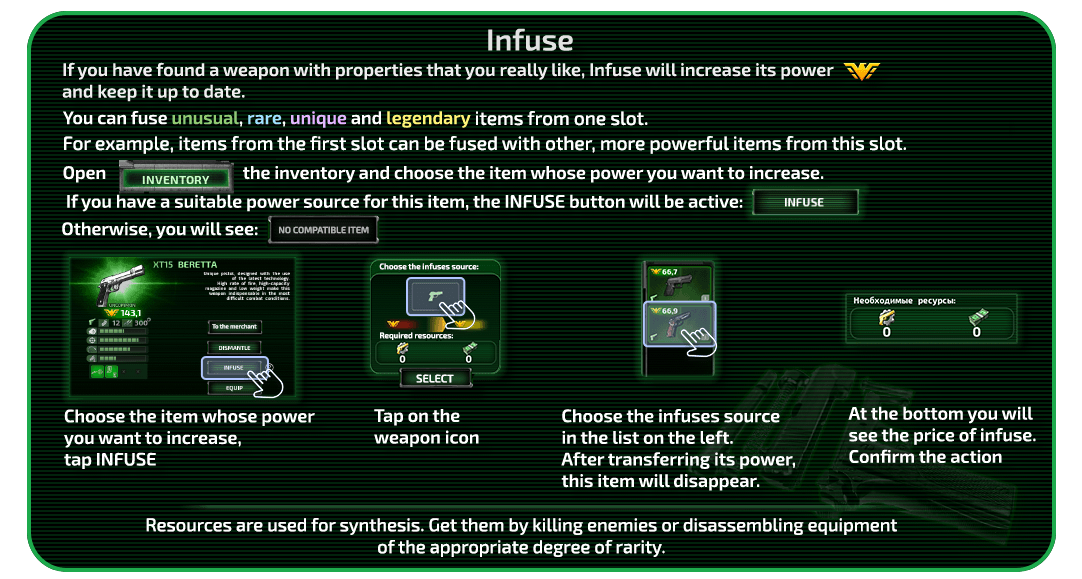 Infuse
If you have found a weapon with properties that you really like, Infuse will increase its power
and keep it up to date.
You can fuse unusual, rare, unique and legendary items from one slot.
For example, items from the first slot can be fused with other, more powerful items from this slot.
Open INVENTORY the inventory and choose the item whose power you want to increase.
If you have a suitable power source for this item, the INFUSE button will be active: INFUSE
Otherwise, you will see: NO COMPATIBLE ITEM
XT15 BERETTA
Unique pistol, designed with the use
of the latest technology.
High rate of fire, high-capacity
magazine and low weight make this
weapon indispensable in the most
difficult combat conditions.
143,1
12 300°
To the merchant
DISMANTLE
INFUSE
EQUIP
Choose the item whose power
you want to increase,
tap INFUSE
Choose the infuses source:
Required resources:
0 0
SELECT
Tap on the
weapon icon
66,7
66,9
Choose the infuses source
in the list on the left.
After transferring its power,
this item will disappear.
Необходимые ресурсы:
0 0
At the bottom you will
see the price of infuse.
Confirm the action
Resources are used for synthesis. Get them by killing enemies or disassembling equipment
of the appropriate degree of rarity.